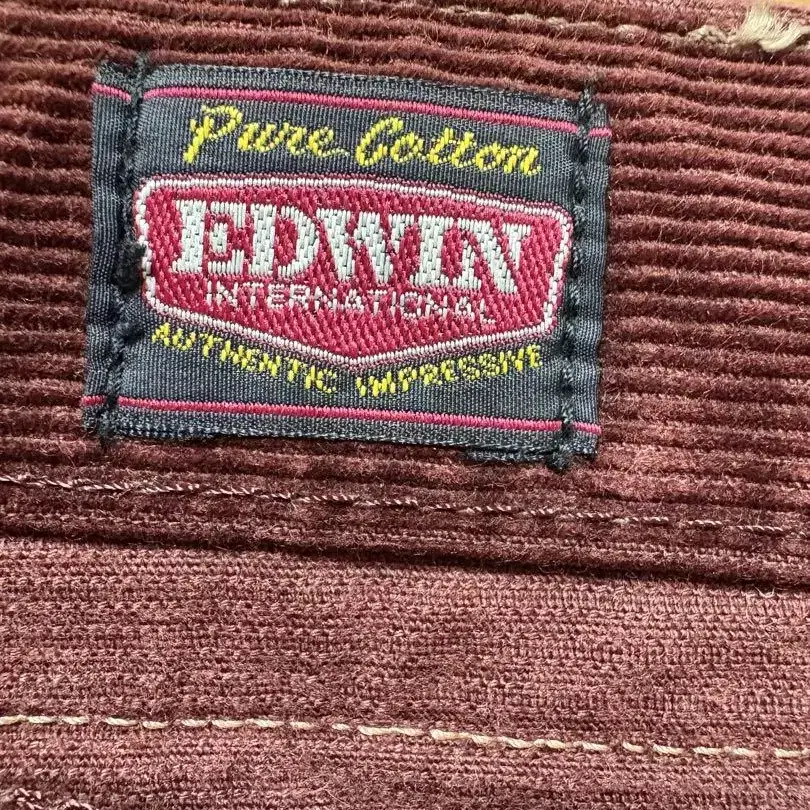 Pure Cotton
EDWIN
INTERNATIONAL
AUTHENTIC IMPRESSIVE